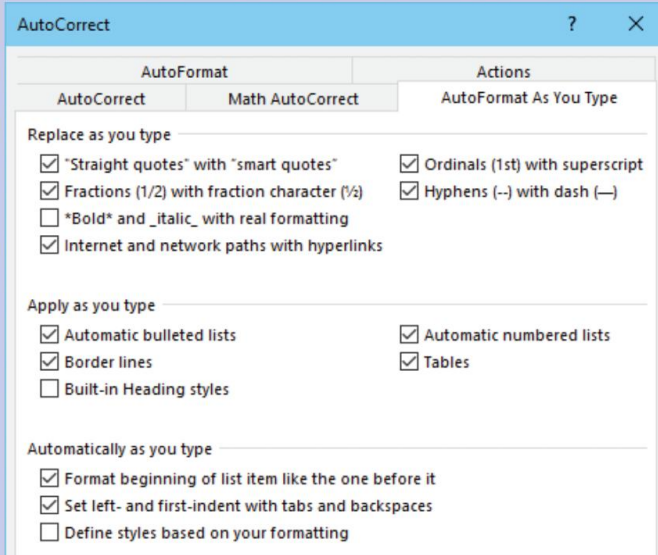 AutoCorrect ? ×
AutoFormat Actions
AutoCorrect Math AutoCorrect AutoFormat As You Type
Replace as you type
"Straight quotes" with “smart quotes” Ordinals (1st) with superscript
Fractions (1/2) with fraction character (½) Hyphens (--) with dash (—)
*Bold* and _italic_ with real formatting
Internet and network paths with hyperlinks
Apply as you type
Automatic bulleted lists Automatic numbered lists
Border lines Tables
Built-in Heading styles
Automatically as you type
Format beginning of list item like the one before it
Set left- and first-indent with tabs and backspaces
Define styles based on your formatting